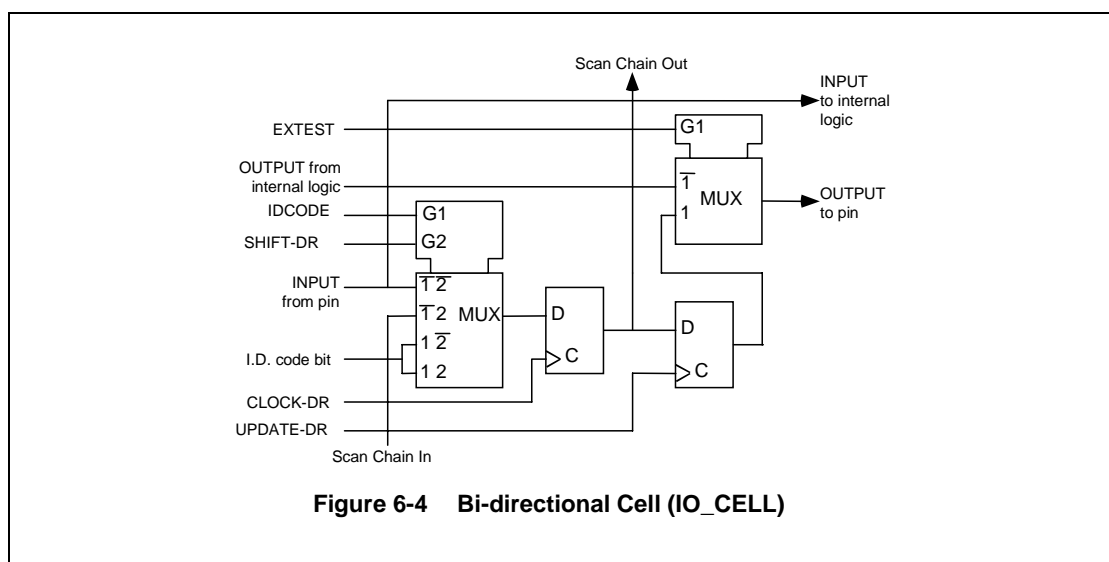 Scan Chain Out
INPUT
to internal
logic
EXTEST
G1
OUTPUT from
internal logic
1̅
MUX
OUTPUT
to pin
IDCODE
G1
1
SHIFT-DR
G2
INPUT
from pin
1̅ 2̅
1̅ 2
MUX
D
D
1 2̅
I.D. code bit
C
1 2
C
CLOCK-DR
UPDATE-DR
Scan Chain In
Figure 6-4 Bi-directional Cell (IO_CELL)